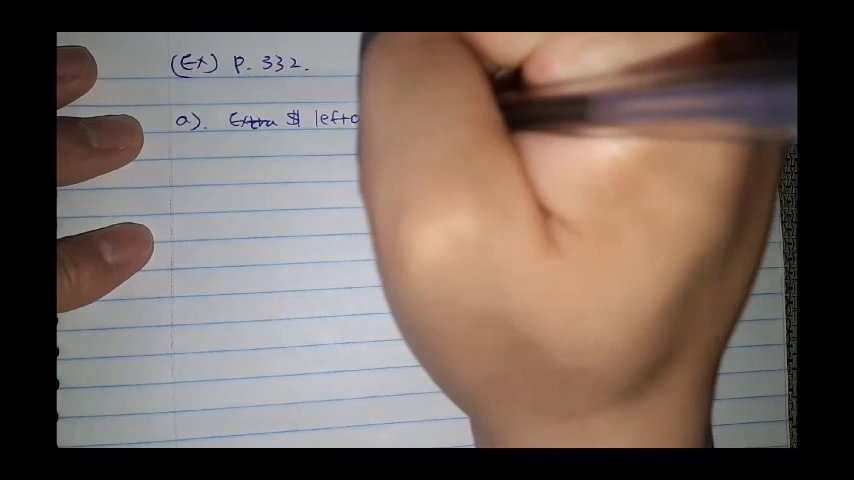 (Ex) P. 332.
a). Extra $ lefto